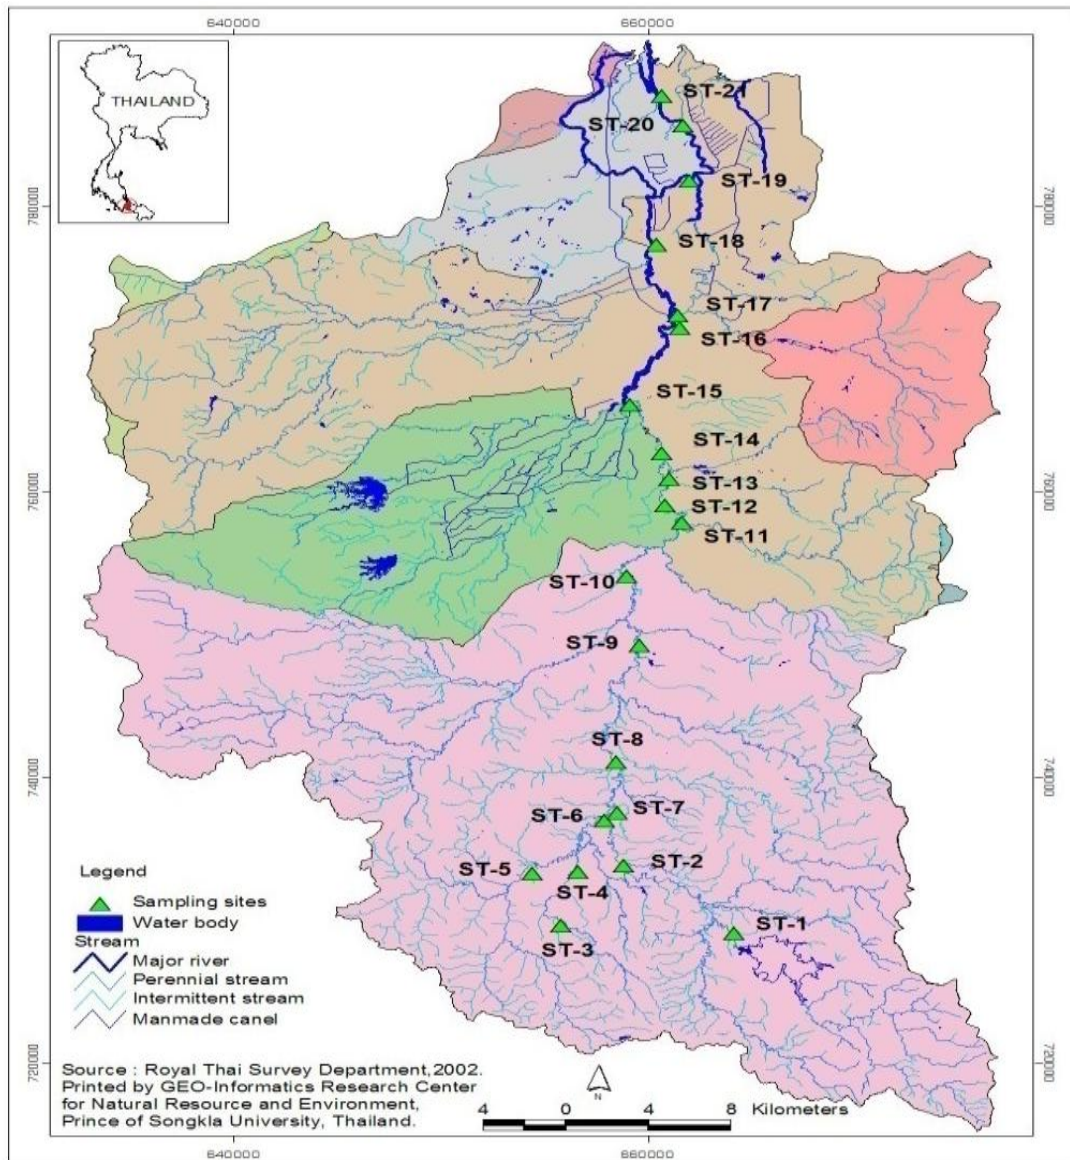 640000
660000
THAILAND
ST-21
ST-20
ST-19
780000
780000
ST-18
ST-17
ST-16
ST-15
ST-14
ST-13
760000
760000
ST-12
ST-11
ST-10
ST-9
ST-8
740000
740000
ST-7
ST-6
ST-2
ST-5
ST-4
ST-3
ST-1
Legend
Sampling sites
Water body
Stream
Major river
Perennial stream
Intermittent stream
Manmade canel
Source : Royal Thai Survey Department,2002.
Printed by GEO-Informatics Research Center
for Natural Resource and Environment,
Prince of Songkla University, Thailand.
720000
720000
N
4 0 4 8 Kilometers
640000
660000